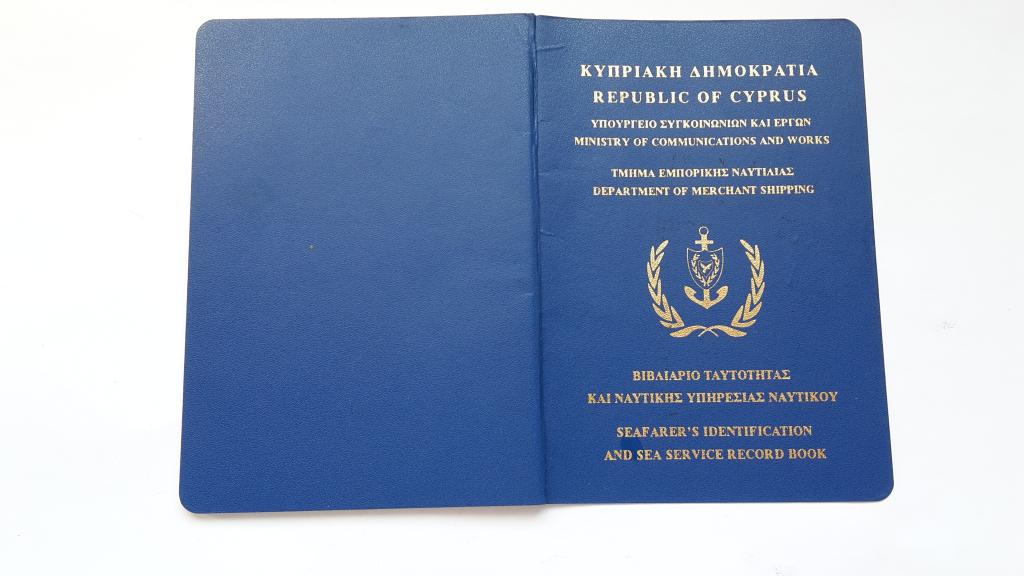 ΚΥΠΡΙΑΚΗ ΔΗΜΟΚΡΑΤΙΑ
REPUBLIC OF CYPRUS
ΥΠΟΥΡΓΕΙΟ ΣΥΓΚΟΙΝΩΝΙΩΝ ΚΑΙ ΕΡΓΩΝ
MINISTRY OF COMMUNICATIONS AND WORKS
ΤΜΗΜΑ ΕΜΠΟΡΙΚΗΣ ΝΑΥΤΙΛΙΑΣ
DEPARTMENT OF MERCHANT SHIPPING
ΒΙΒΛΙΑΡΙΟ ΤΑΥΤΟΤΗΤΑΣ
ΚΑΙ ΝΑΥΤΙΚΗΣ ΥΠΗΡΕΣΙΑΣ ΝΑΥΤΙΚΟΥ
SEAFARER'S IDENTIFICATION
AND SEA SERVICE RECORD BOOK